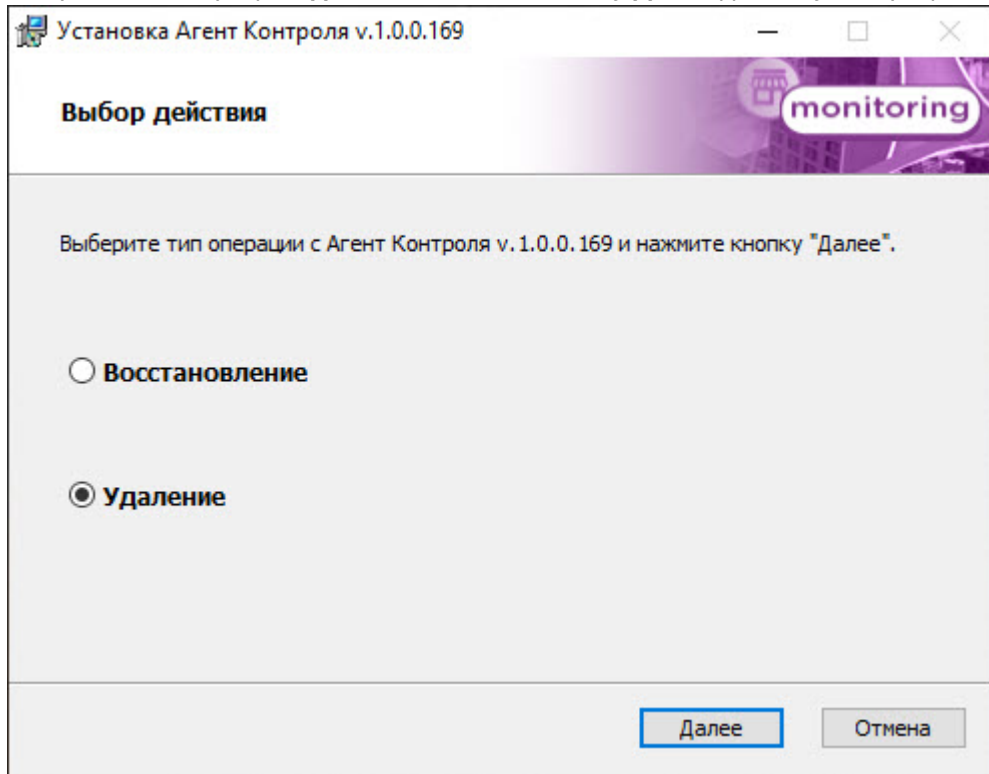 Установка Агент Контроля v.1.0.0.169
Выбор действия
monitoring
Выберите тип операции с Агент Контроля v.1.0.0.169 и нажмите кнопку "Далее".
Восстановление
Удаление
Далее
Отмена